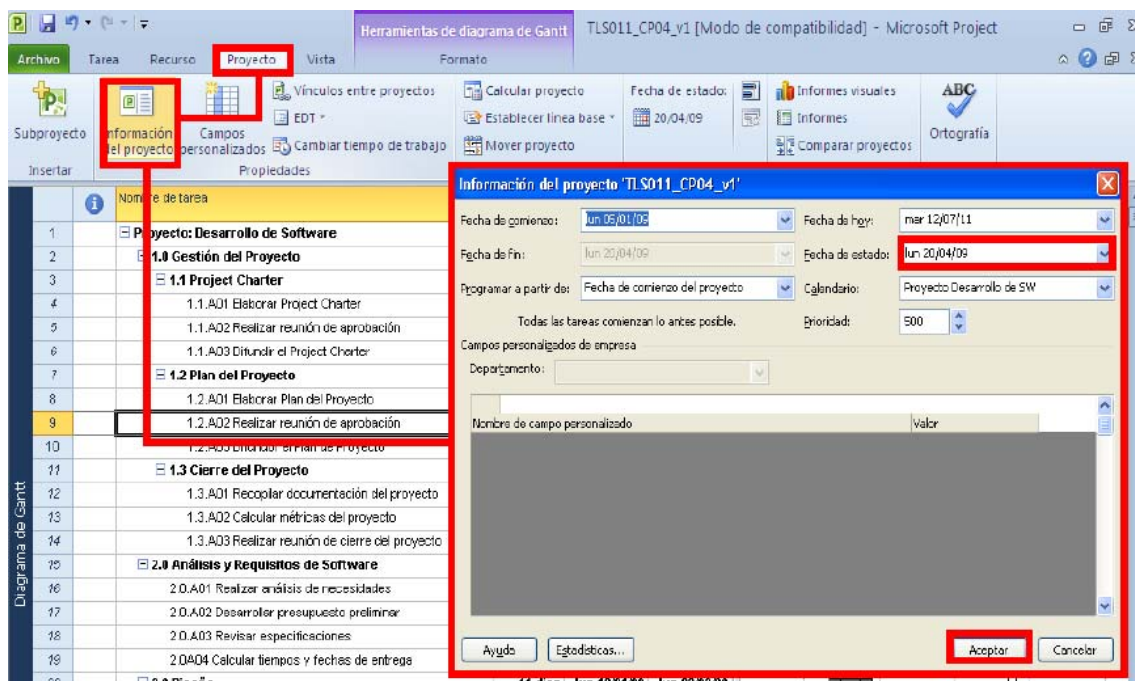 Herramientas de diagrama de Gantt
TLS011_CP04_v1 [Modo de compatibilidad] - Microsoft Project
Archivo Tarea Recurso Proyecto Vista Formato
Subproyecto
Información del proyecto
Campos personalizados
Vínculos entre proyectos
EDT
Cambiar tiempo de trabajo
Calcular proyecto
Establecer línea base
Mover proyecto
Fecha de estado:
20/04/09
Informes visuales
Informes
Comparar proyectos
ABC
Ortografía
Insertar
Propiedades
Nombre de tarea
1 Proyecto: Desarrollo de Software
2 1.0 Gestión del Proyecto
3 1.1 Project Charter
4 1.1.A01 Elaborar Project Charter
5 1.1.A02 Realizar reunión de aprobación
6 1.1.A03 Difundir el Project Charter
7 1.2 Plan del Proyecto
8 1.2.A01 Elaborar Plan del Proyecto
9 1.2.A02 Realizar reunión de aprobación
10 1.2.A03 Difundir el Plan de Proyecto
11 1.3 Cierre del Proyecto
12 1.3.A01 Recopilar documentación del proyecto
13 1.3.A02 Calcular métricas del proyecto
14 1.3.A03 Realizar reunión de cierre del proyecto
15 2.0 Análisis y Requisitos de Software
16 2.0.A01 Realizar análisis de necesidades
17 2.0.A02 Desarrollar presupuesto preliminar
18 2.0.A03 Revisar especificaciones
19 2.0A04 Calcular tiempos y fechas de entrega
Diagrama de Gantt
Información del proyecto 'TLS011_CP04_v1'
Fecha de comienzo: lun 05/01/09
Fecha de hoy: mar 12/07/11
Fecha de fin: lun 20/04/09
Fecha de estado: lun 20/04/09
Programar a partir de: Fecha de comienzo del proyecto
Calendario: Proyecto Desarrollo de SW
Todas las tareas comienzan lo antes posible.
Prioridad: 500
Campos personalizados de empresa
Departamento:
Nombre de campo personalizado Valor
Ayuda Estadísticas... Aceptar Cancelar